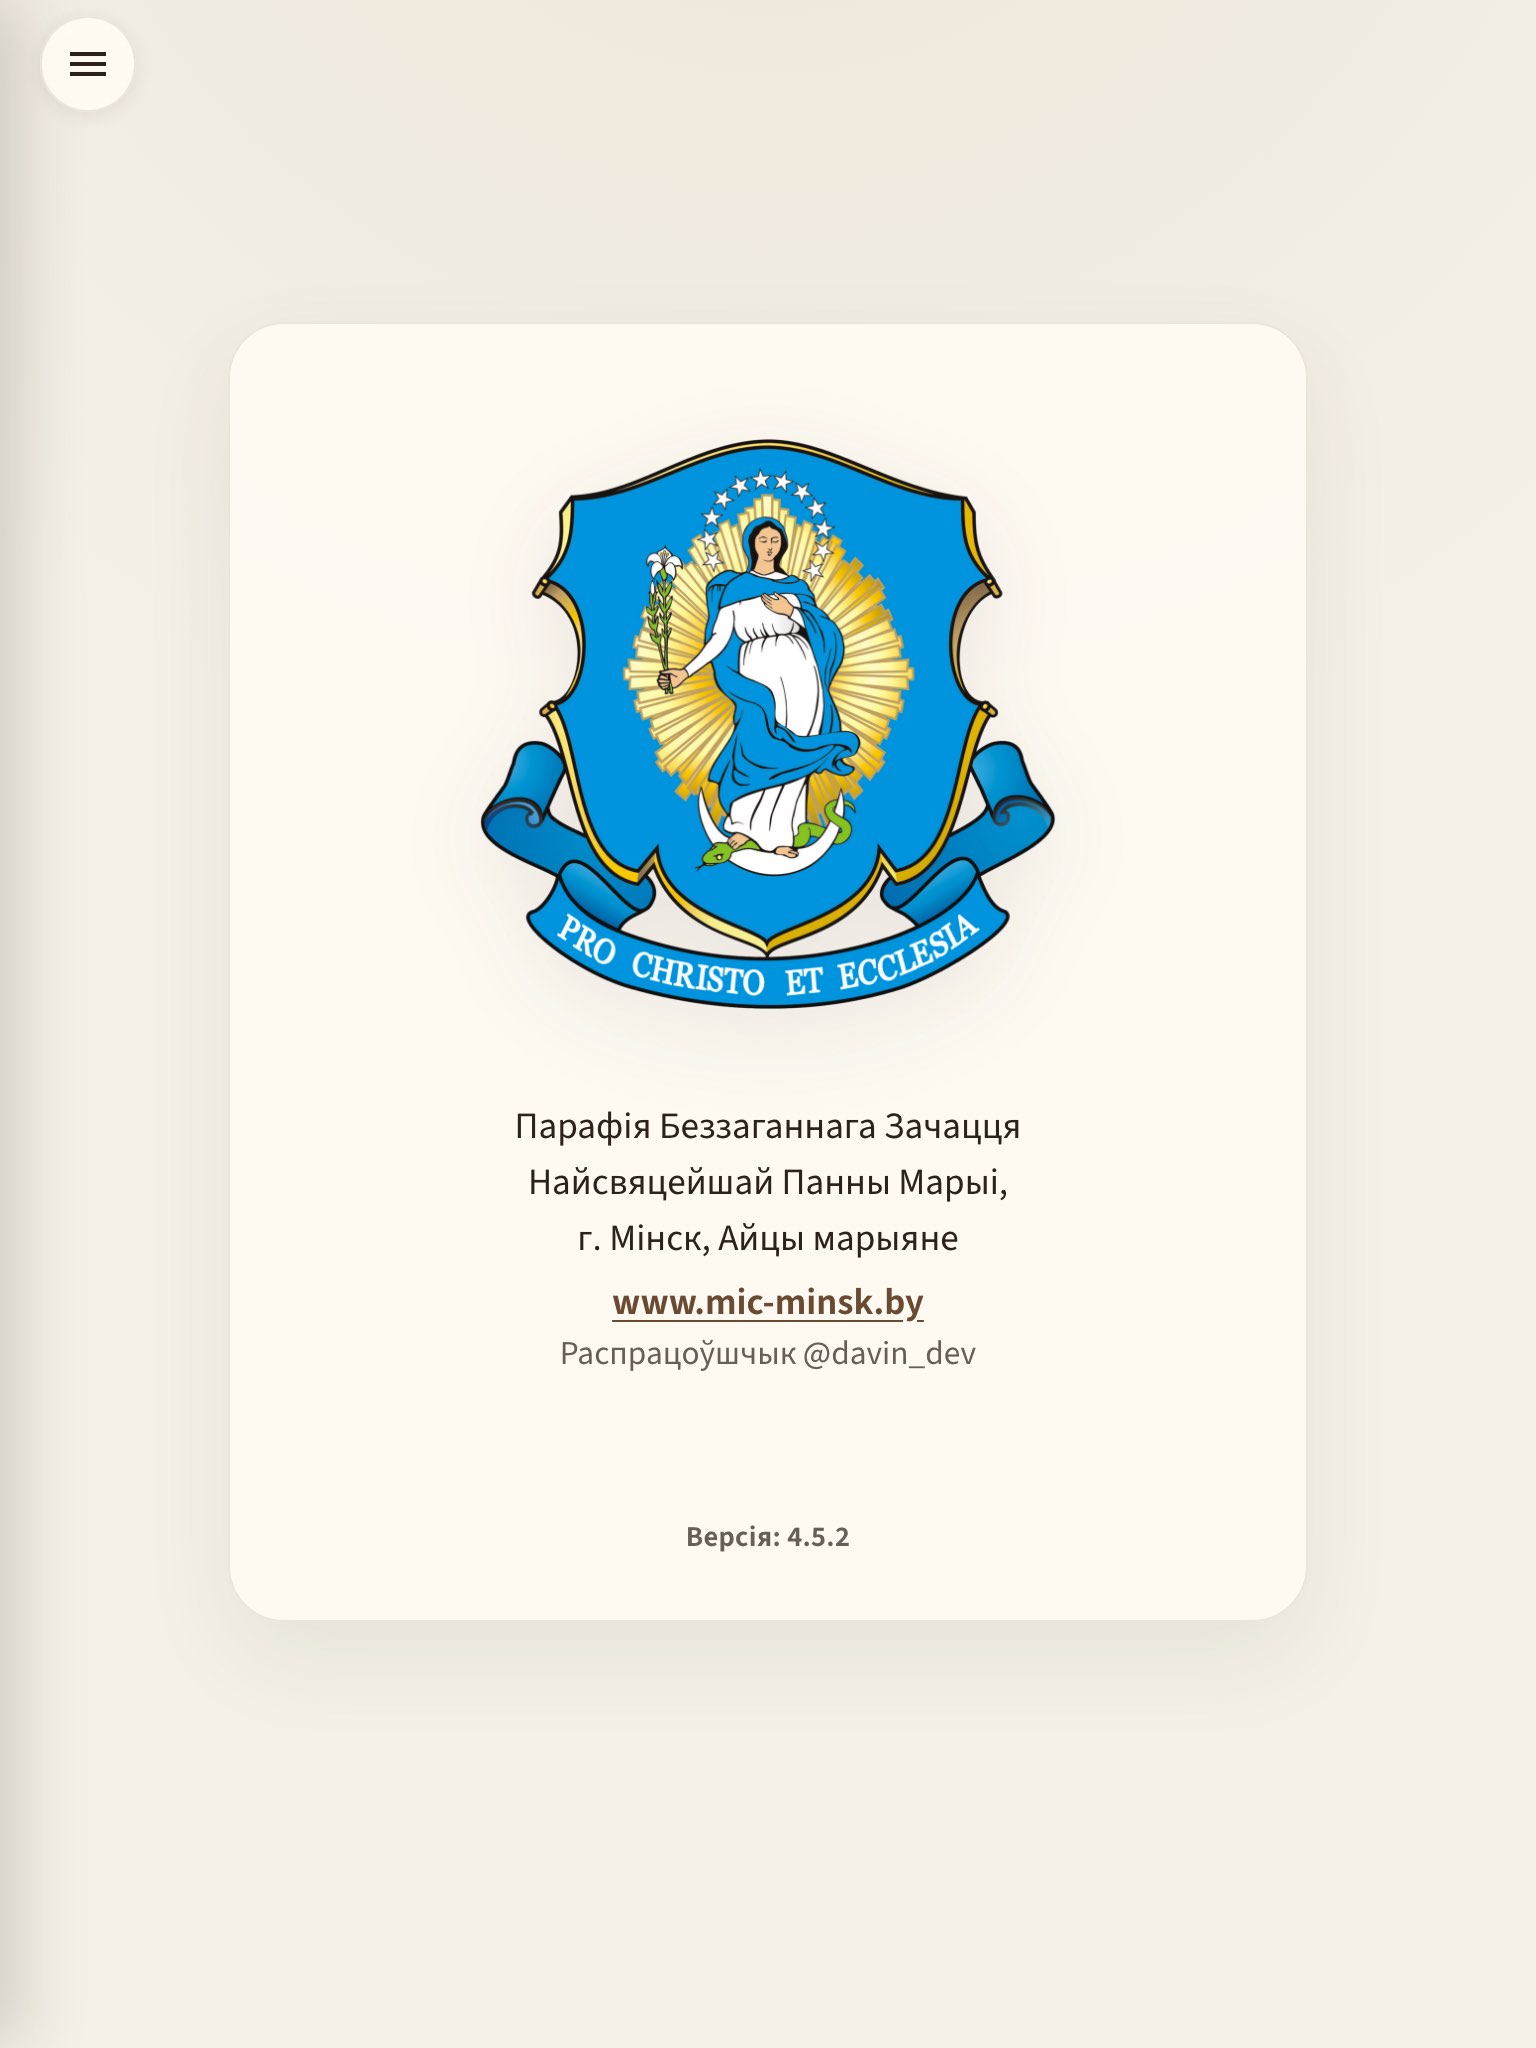 PRO CHRISTO ET ECCLESIA
Парафія Беззаганнага Зачацця
Найсвяцейшай Панны Марыі,
г. Мінск, Айцы марыяне
www.mic-minsk.by
Распрацоўшчык @davin_dev
Версія: 4.5.2